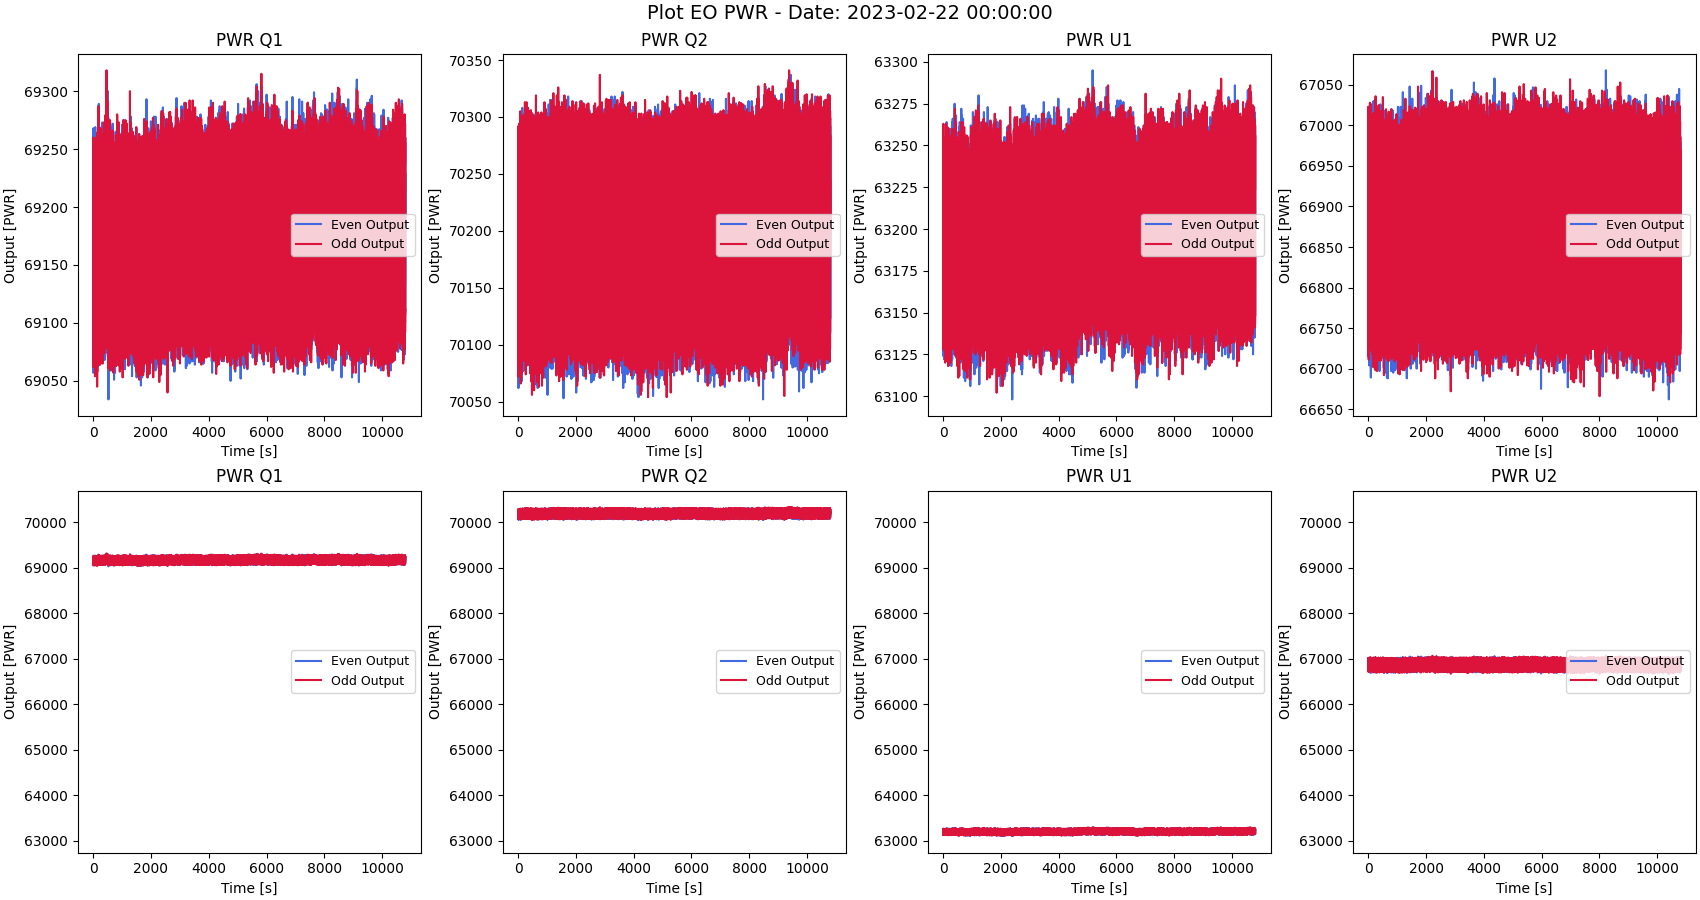 Plot EO PWR - Date: 2023-02-22 00:00:00
PWR Q1
Output [PWR]
69300
69250
69200
69150
69100
69050
0 2000 4000 6000 8000 10000
Time [s]
Even Output
Odd Output
PWR Q2
Output [PWR]
70350
70300
70250
70200
70150
70100
70050
0 2000 4000 6000 8000 10000
Time [s]
Even Output
Odd Output
PWR U1
Output [PWR]
63300
63275
63250
63225
63200
63175
63150
63125
63100
0 2000 4000 6000 8000 10000
Time [s]
Even Output
Odd Output
PWR U2
Output [PWR]
67050
67000
66950
66900
66850
66800
66750
66700
66650
0 2000 4000 6000 8000 10000
Time [s]
Even Output
Odd Output
PWR Q1
Output [PWR]
70000
69000
68000
67000
66000
65000
64000
63000
0 2000 4000 6000 8000 10000
Time [s]
Even Output
Odd Output
PWR Q2
Output [PWR]
70000
69000
68000
67000
66000
65000
64000
63000
0 2000 4000 6000 8000 10000
Time [s]
Even Output
Odd Output
PWR U1
Output [PWR]
70000
69000
68000
67000
66000
65000
64000
63000
0 2000 4000 6000 8000 10000
Time [s]
Even Output
Odd Output
PWR U2
Output [PWR]
70000
69000
68000
67000
66000
65000
64000
63000
0 2000 4000 6000 8000 10000
Time [s]
Even Output
Odd Output